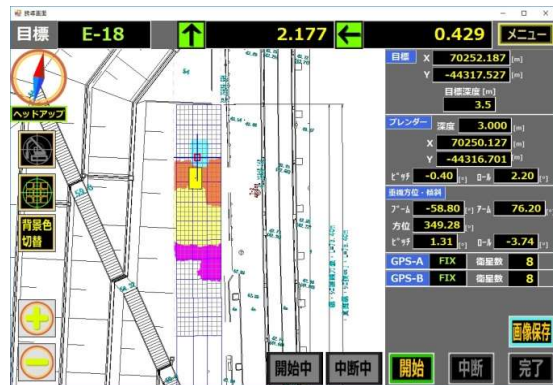 誘導画面
目標 E-18 2.177 0.429 メニュー
ヘッドアップ
背景色
切替
開始中 中断中
目標 X 70252.187 [m]
Y -44317.527 [m]
目標深度 [m]
3.5
ブレンダー 深度 3.000 [m]
X 70250.127 [m]
Y -44316.701 [m]
ピッチ -0.40 [°] ロール 2.20 [°]
重機方位・傾斜
ブーム -58.80 [°] アーム 76.20 [°]
方位 349.28 [°]
ピッチ 1.31 [°] ロール -3.74 [°]
GPS-A FIX 衛星数 8
GPS-B FIX 衛星数 8
画像保存
開始 中断 完了